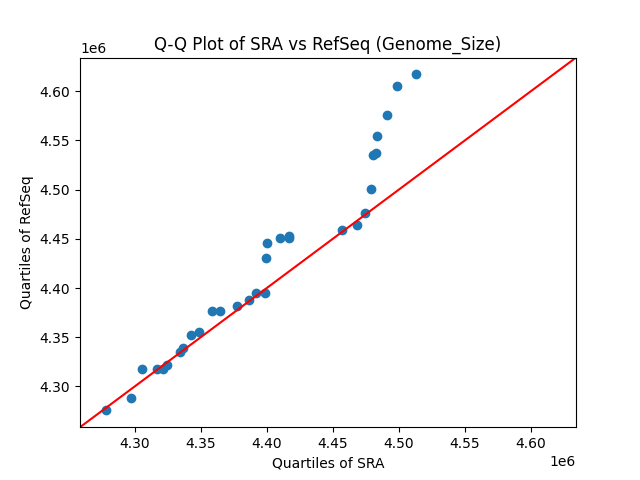 Q-Q Plot of SRA vs RefSeq (Genome_Size)
1e6
4.60
4.55
4.50
4.45
4.40
4.35
4.30
Quartiles of RefSeq
4.30 4.35 4.40 4.45 4.50 4.55 4.60
Quartiles of SRA
1e6